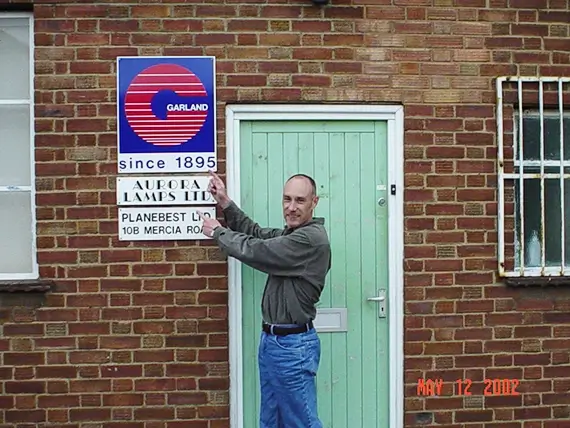 GARLAND
since 1895
AURORA
LAMPS LTD
PLANEBEST LTD
10B MERCIA ROAD
MAY 12 2002